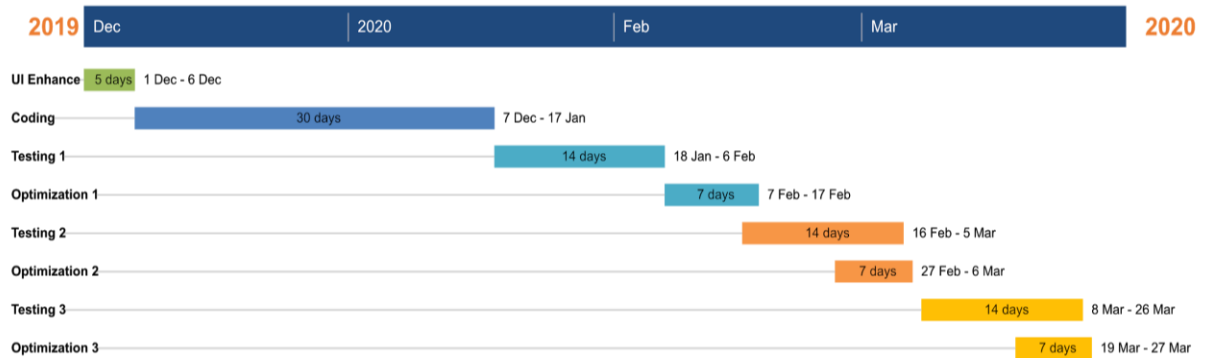 2019 Dec 2020 Feb Mar 2020
UI Enhance 5 days 1 Dec - 6 Dec
Coding 30 days 7 Dec - 17 Jan
Testing 1 14 days 18 Jan - 6 Feb
Optimization 1 7 days 7 Feb - 17 Feb
Testing 2 14 days 16 Feb - 5 Mar
Optimization 2 7 days 27 Feb - 6 Mar
Testing 3 14 days 8 Mar - 26 Mar
Optimization 3 7 days 19 Mar - 27 Mar